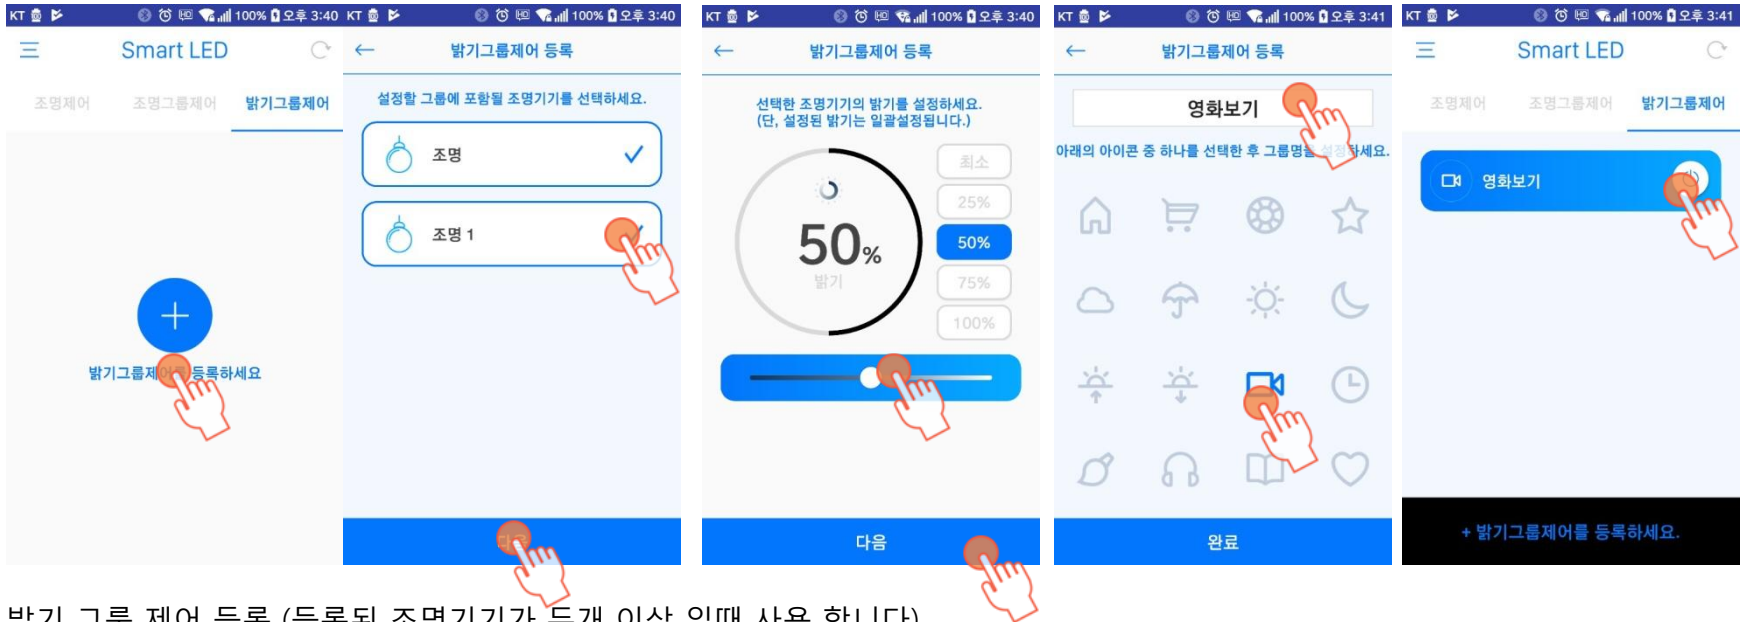 KT 100% 오후 3:40
Smart LED
조명제어 조명그룹제어 밝기그룹제어
밝기그룹제어를 등록하세요
KT 100% 오후 3:40
밝기그룹제어 등록
설정할 그룹에 포함될 조명기기를 선택하세요.
조명
조명 1
KT 100% 오후 3:40
밝기그룹제어 등록
선택한 조명기기의 밝기를 설정하세요.
(단, 설정된 밝기는 일괄설정됩니다.)
50%
밝기
최소
25%
50%
75%
100%
다음
KT 100% 오후 3:41
밝기그룹제어 등록
영화보기
아래의 아이콘 중 하나를 선택한 후 그룹명을 설정하세요.
완료
KT 100% 오후 3:41
Smart LED
조명제어 조명그룹제어 밝기그룹제어
영화보기
+ 밝기그룹제어를 등록하세요.
밝기 그룹 제어 등록 (등록된 조명기기가 두개 이상 일때 사용 합니다)